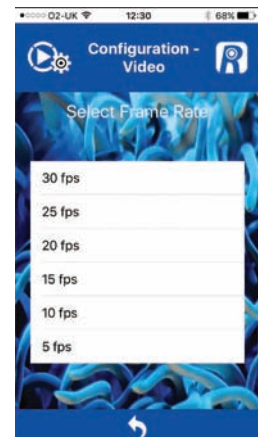 O2-UK 12:30 68%
Configuration -
Video
Select Frame Rate
30 fps
25 fps
20 fps
15 fps
10 fps
5 fps